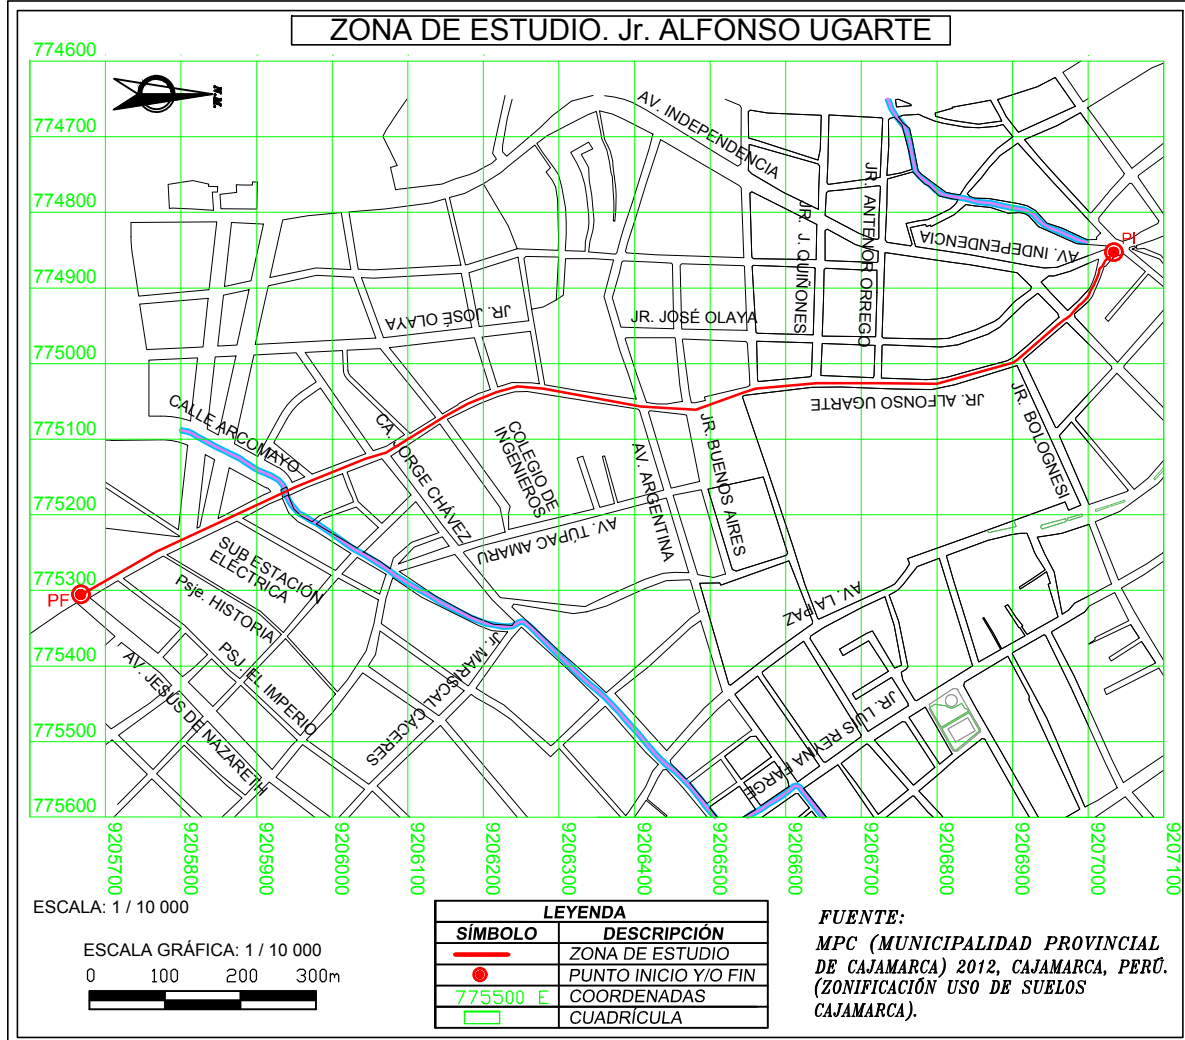 ZONA DE ESTUDIO. Jr. ALFONSO UGARTE
774600
774700
774800
774900
775000
775100
775200
775300
775400
775500
775600
AV. INDEPENDENCIA
JR. J. QUIÑONES
JR. ANTENOR ORREGO
AV. INDEPENDENCIA
PI
JR. JOSÉ OLAYA
JR. JOSÉ OLAYA
JR. ALFONSO UGARTE
JR. BOLOGNESI
CALLE ARCOMAYO
CA. JORGE CHÁVEZ
COLEGIO DE
INGENIEROS
AV. ARGENTINA
JR. BUENOS AIRES
AV. TÚPAC AMARU
SUB ESTACIÓN
ELÉCTRICA
Psje. HISTORIA
PF
PSJ. EL IMPERIO
AV. JESÚS DE NAZARETH
Jr. MARISCAL CÁCERES
AV. LA PAZ
JR. LUIS REYNA FARGE
9205700
9205800
9205900
9206000
9206100
9206200
9206300
9206400
9206500
9206600
9206700
9206800
9206900
9207000
9207100
ESCALA: 1 / 10 000
ESCALA GRÁFICA: 1 / 10 000
0 100 200 300m
LEYENDA
SÍMBOLO DESCRIPCIÓN
ZONA DE ESTUDIO
PUNTO INICIO Y/O FIN
775500 E COORDENADAS
CUADRÍCULA
FUENTE:
MPC (MUNICIPALIDAD PROVINCIAL
DE CAJAMARCA) 2012, CAJAMARCA, PERÚ.
(ZONIFICACIÓN USO DE SUELOS
CAJAMARCA).